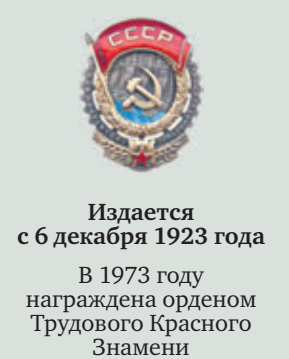 СССР
Издается
с 6 декабря 1923 года
В 1973 году
награждена орденом
Трудового Красного
Знамени